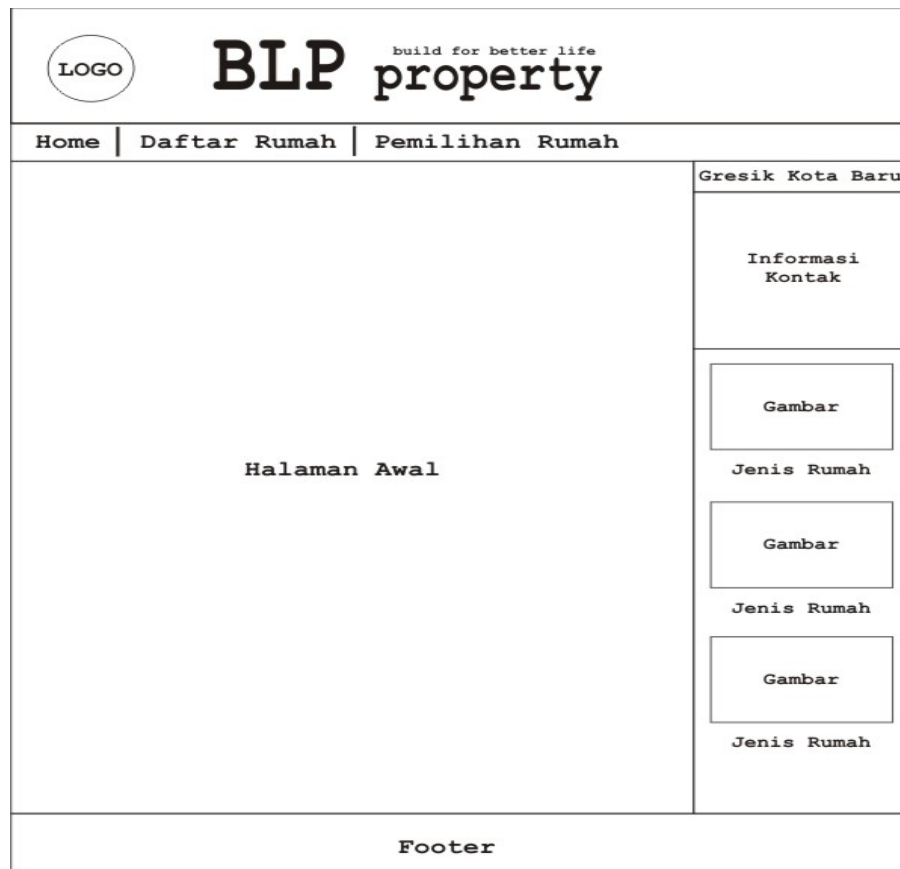 LOGO
BLP
build for better life
property
Home | Daftar Rumah | Pemilihan Rumah
Gresik Kota Baru
Informasi
Kontak
Gambar
Jenis Rumah
Gambar
Jenis Rumah
Gambar
Jenis Rumah
Halaman Awal
Footer